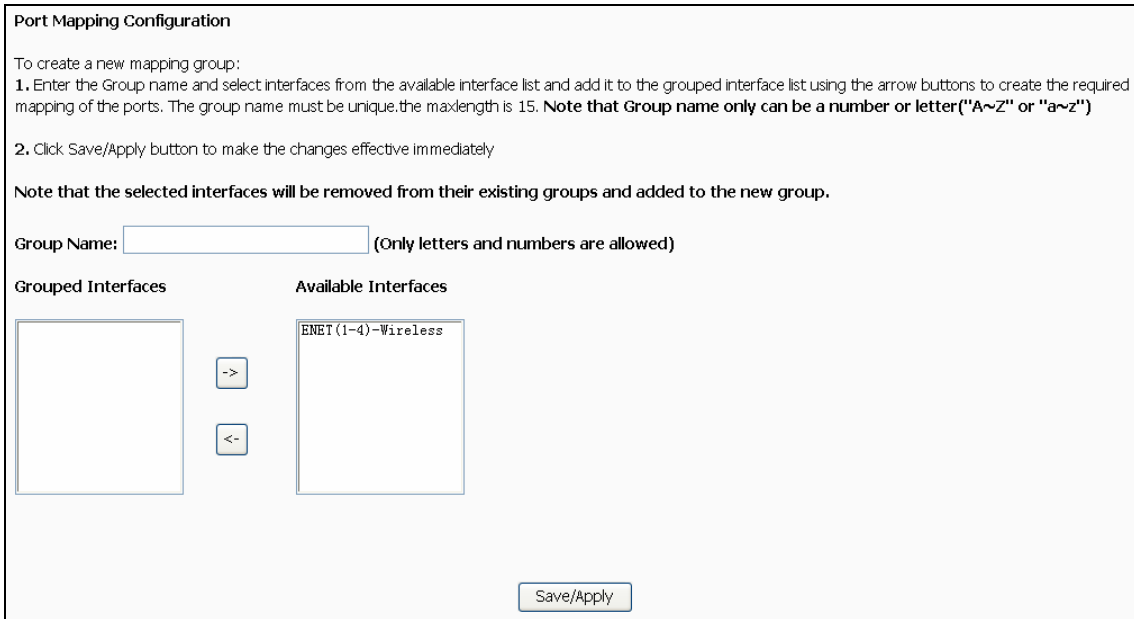 Port Mapping Configuration
To create a new mapping group:
1. Enter the Group name and select interfaces from the available interface list and add it to the grouped interface list using the arrow buttons to create the required
mapping of the ports. The group name must be unique.the maxlength is 15. Note that Group name only can be a number or letter("A~Z" or "a~z")
2. Click Save/Apply button to make the changes effective immediately
Note that the selected interfaces will be removed from their existing groups and added to the new group.
Group Name: (Only letters and numbers are allowed)
Grouped Interfaces Available Interfaces
ENET(1-4)-Wireless
->
<-
Save/Apply